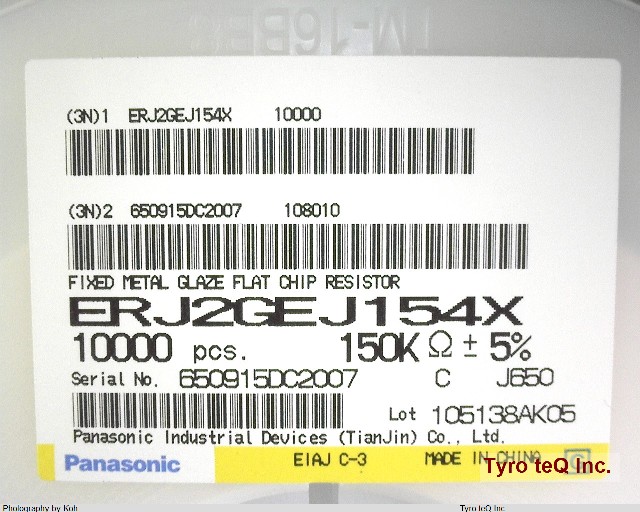 (3N)1 ERJ2GEJ154X 10000
(3N)2 650915DC2007 108010
FIXED METAL GLAZE FLAT CHIP RESISTOR
ERJ2GEJ154X
10000 pcs. 150K Ω ± 5%
Serial No. 650915DC2007 C J650
Lot 105138AK05
Panasonic Industrial Devices (TianJin) Co., Ltd.
Panasonic EIAJ C-3 MADE IN CHINA
Tyro teQ Inc.
Photography by Koh Tyro teQ Inc